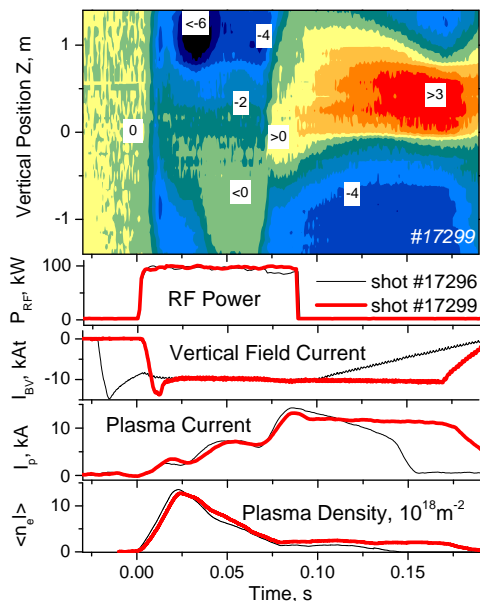 Vertical Position Z, m
1
0
-1
<-6
-4
-2
0
>0
>3
<0
-4
#17299
P_RF, kW
100
0
RF Power
shot #17296
shot #17299
I_BV, kAt
0
-10
Vertical Field Current
I_p, kA
10
0
Plasma Current
<n_e l>
10
0
Plasma Density, 10^18 m^-2
0.00 0.05 0.10 0.15
Time, s